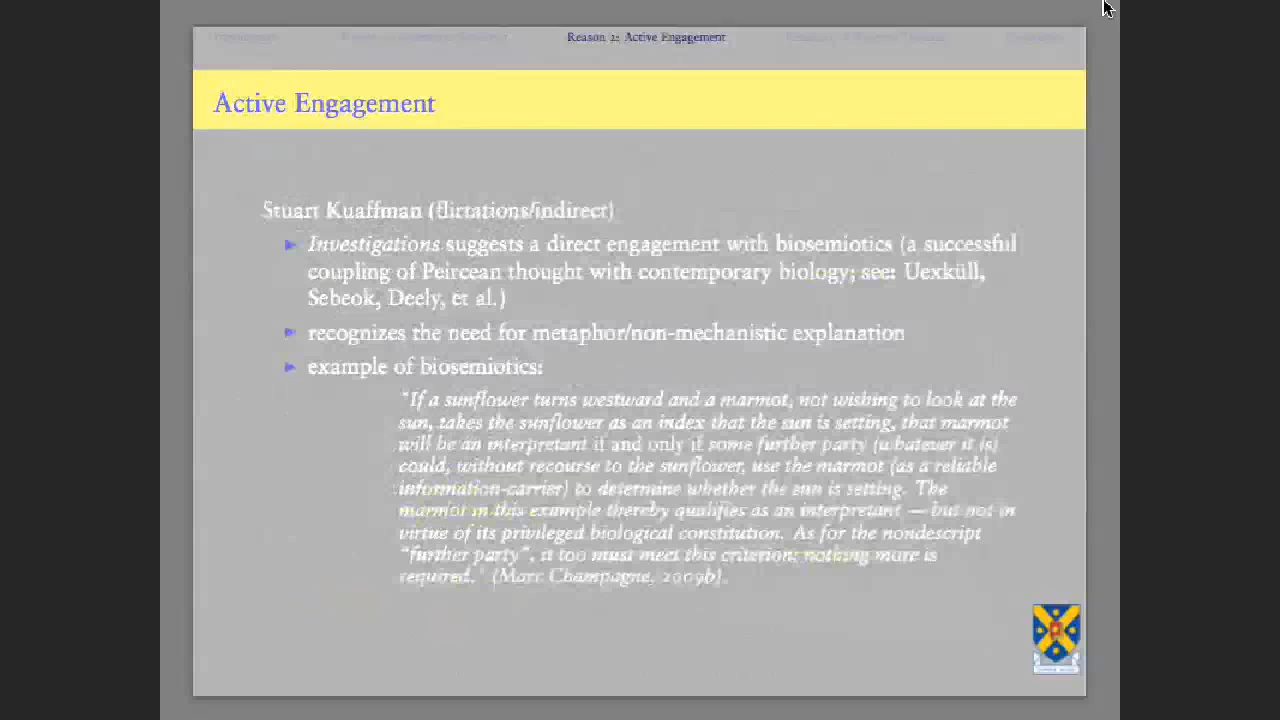 Reason 2: Active Engagement
Active Engagement
Stuart Kuaffman (flirtations/indirect)
Investigations suggests a direct engagement with biosemiotics (a successful
coupling of Peircean thought with contemporary biology; see: Uexküll,
Sebeok, Deely, et al.)
recognizes the need for metaphor/non-mechanistic explanation
example of biosemiotics:
"If a sunflower turns westward and a marmot, not wishing to look at the
sun, takes the sunflower as an index that the sun is setting, that marmot
will be an interpretant if and only if some further party (whatever it is)
could, without recourse to the sunflower, use the marmot (as a reliable
information-carrier) to determine whether the sun is setting. The
marmot in this example thereby qualifies as an interpretant — but not in
virtue of its privileged biological constitution. As for the nondescript
"further party", it too must meet this criterion; nothing more is
required." (Marc Champagne, 2009b).